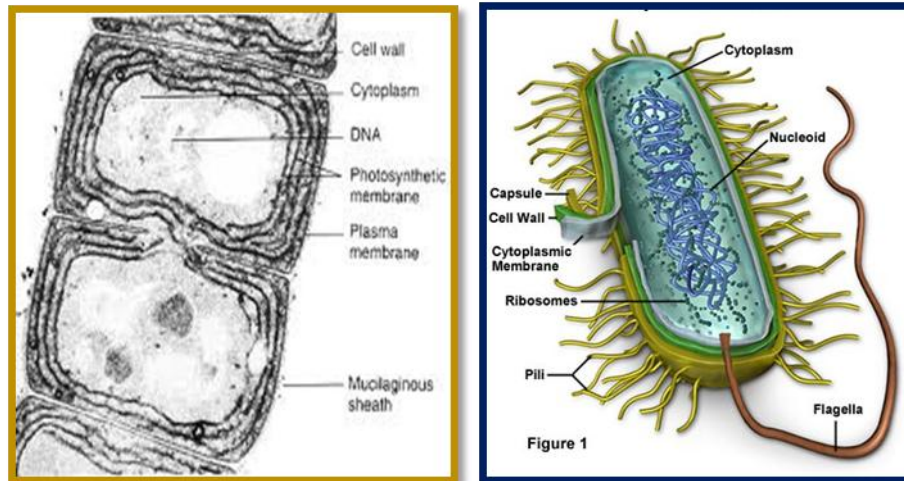 Cell wall
Cytoplasm
DNA
Photosynthetic
membrane
Plasma
membrane
Mucilaginous
sheath
Cytoplasm
Nucleoid
Capsule
Cell Wall
Cytoplasmic
Membrane
Ribosomes
Pili
Flagella
Figure 1